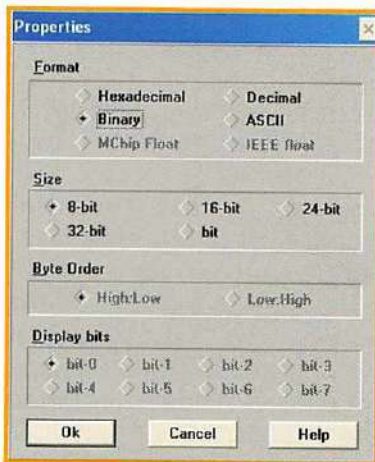 Properties
Format
Hexadecimal Decimal
Binary ASCII
MChip Float IEEE float
Size
8-bit 16-bit 24-bit
32-bit bit
Byte Order
High:Low Low:High
Display bits
bit-0 bit-1 bit-2 bit-3
bit-4 bit-5 bit-6 bit-7
Ok Cancel Help